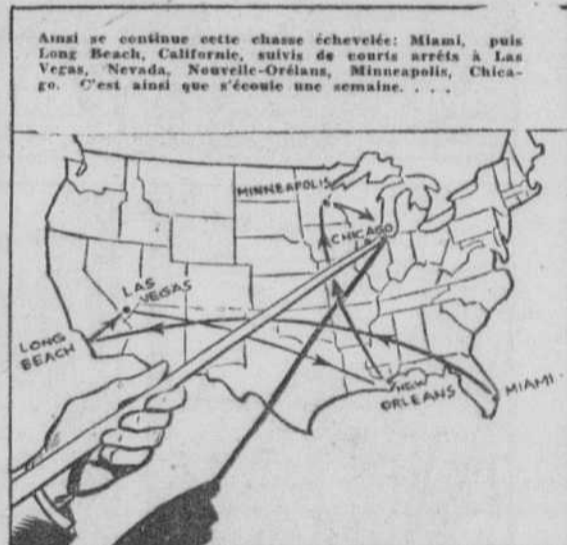 Ainsi se continue cette chasse échevelée: Miami, puis
Long Beach, Californie, suivis de courts arrêts à Las
Vegas, Nevada, Nouvelle-Orélans, Minneapolis, Chica-
go. C'est ainsi que s'écoule une semaine. . . .
MINNEAPOLIS
CHICAGO
LAS
VEGAS
LONG
BEACH
NEW
ORLEANS
MIAMI